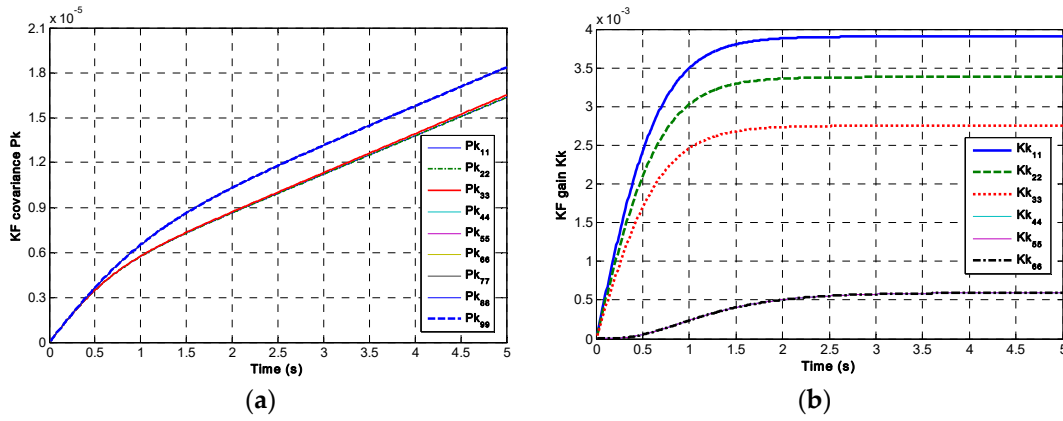 x 10^-5
2.1
1.8
1.5
1.2
0.9
0.6
0.3
0
KF covariance Pk
0 0.5 1 1.5 2 2.5 3 3.5 4 4.5 5
Time (s)
Pk11
Pk22
Pk33
Pk44
Pk55
Pk66
Pk77
Pk88
Pk99
(a)
x 10^-3
4
3.5
3
2.5
2
1.5
1
0.5
0
KF gain Kk
0 0.5 1 1.5 2 2.5 3 3.5 4 4.5 5
Time (s)
Kk11
Kk22
Kk33
Kk44
Kk55
Kk66
(b)